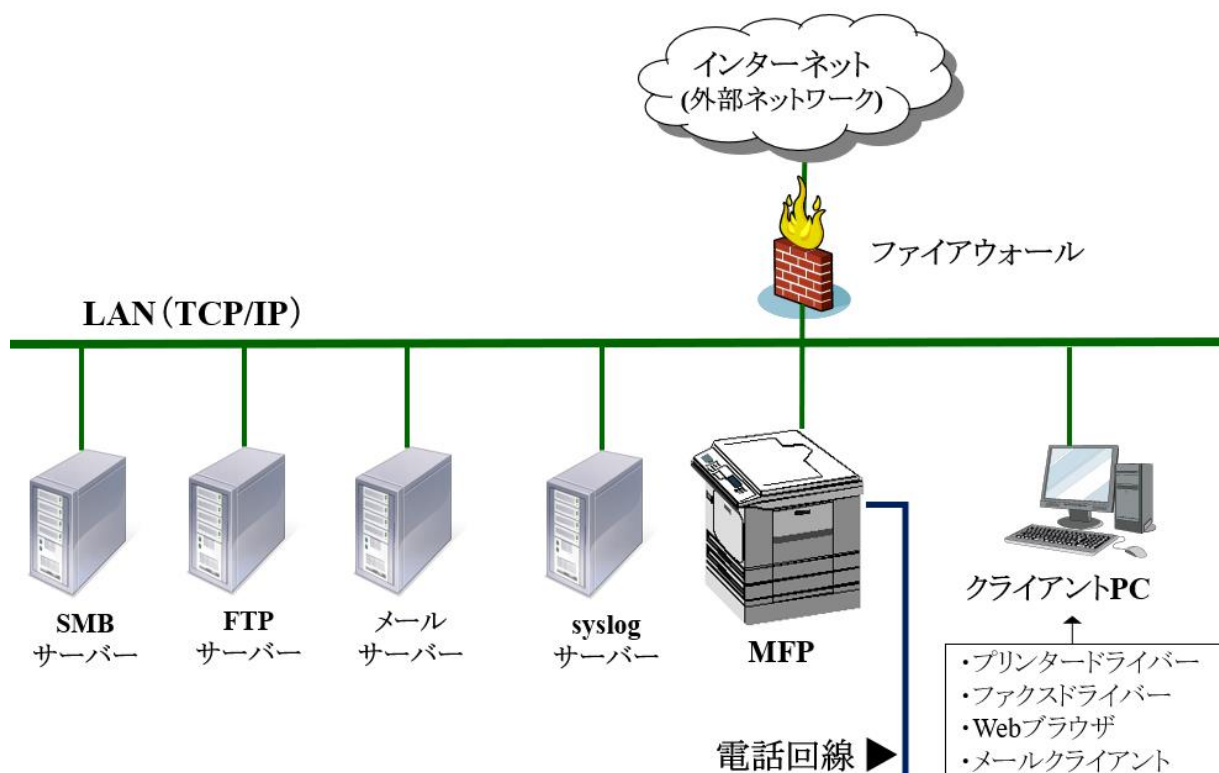 インターネット
(外部ネットワーク)
ファイアウォール
LAN（TCP/IP）
SMB
サーバー
FTP
サーバー
メール
サーバー
syslog
サーバー
MFP
クライアントPC
・プリンタードライバー
・ファクスドライバー
・Webブラウザ
・メールクライアント
電話回線 ▶